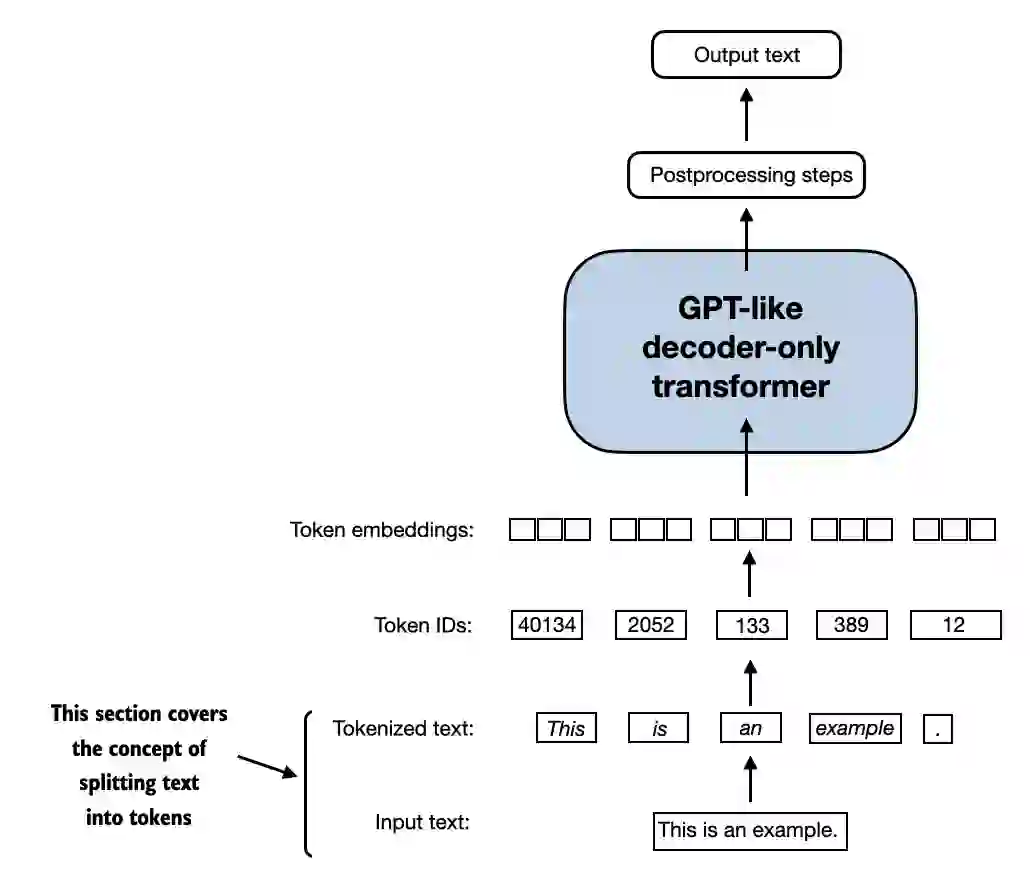 Output text
Postprocessing steps
GPT-like
decoder-only
transformer
Token embeddings:
Token IDs: 40134 2052 133 389 12
This section covers
the concept of
splitting text
into tokens
Tokenized text: This is an example .
Input text: This is an example.